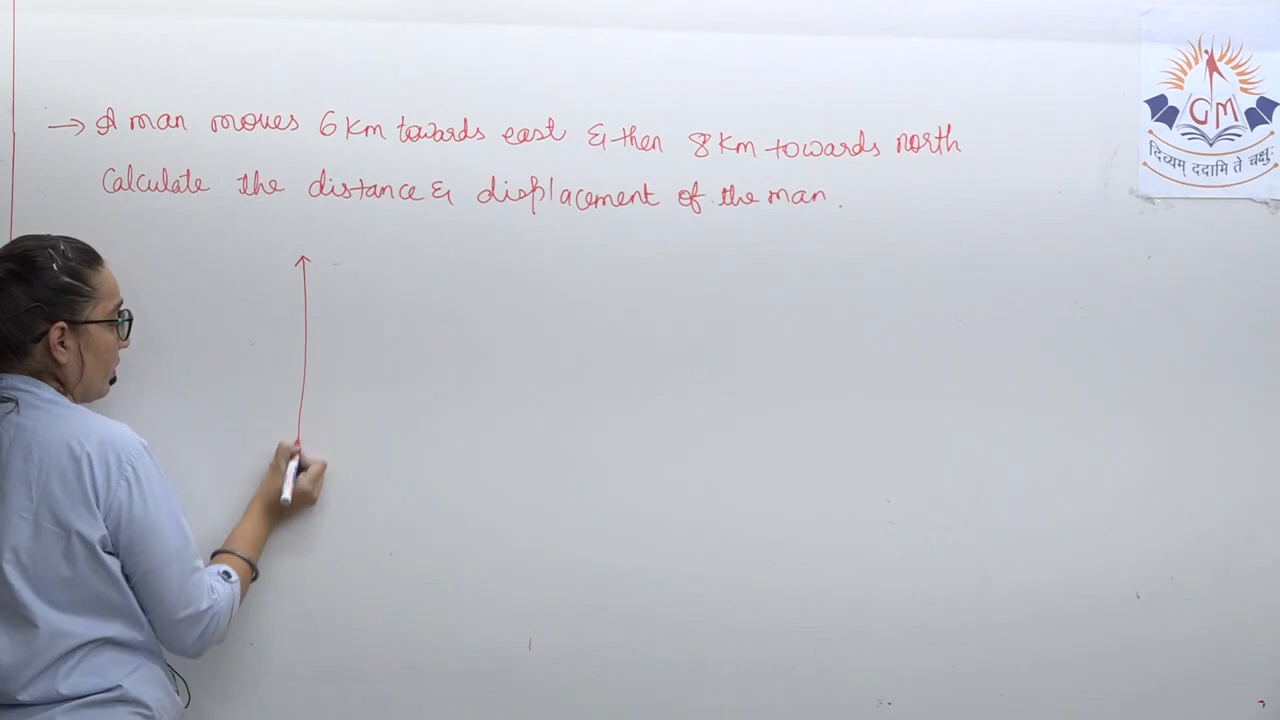 → A man moves 6 km towards east & then 8 km towards north
Calculate the distance & displacement of the man.
GM
दिव्यम् ददामि ते चक्षुः